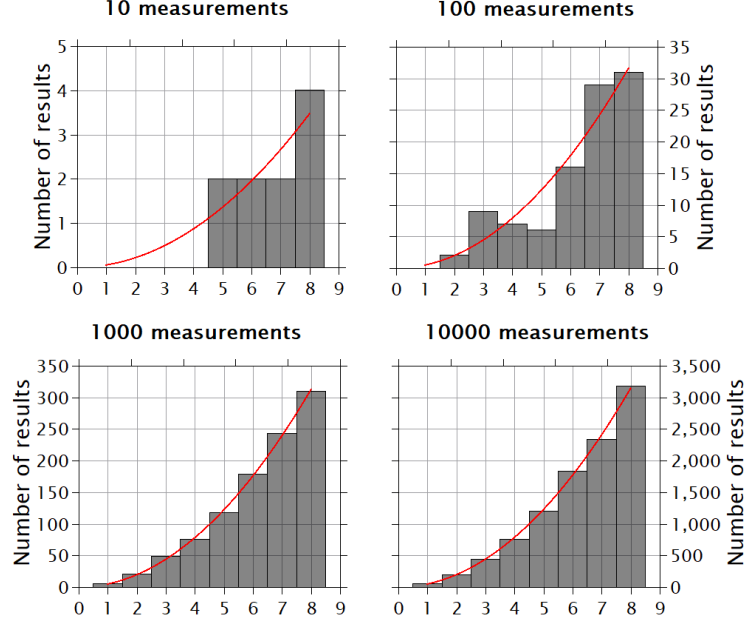 10 measurements
100 measurements
Number of results
5
4
3
2
1
0
0 1 2 3 4 5 6 7 8 9
35
30
25
20
15
10
5
0
Number of results
0 1 2 3 4 5 6 7 8 9
1000 measurements
10000 measurements
Number of results
350
300
250
200
150
100
50
0
0 1 2 3 4 5 6 7 8 9
3,500
3,000
2,500
2,000
1,500
1,000
500
0
Number of results
0 1 2 3 4 5 6 7 8 9